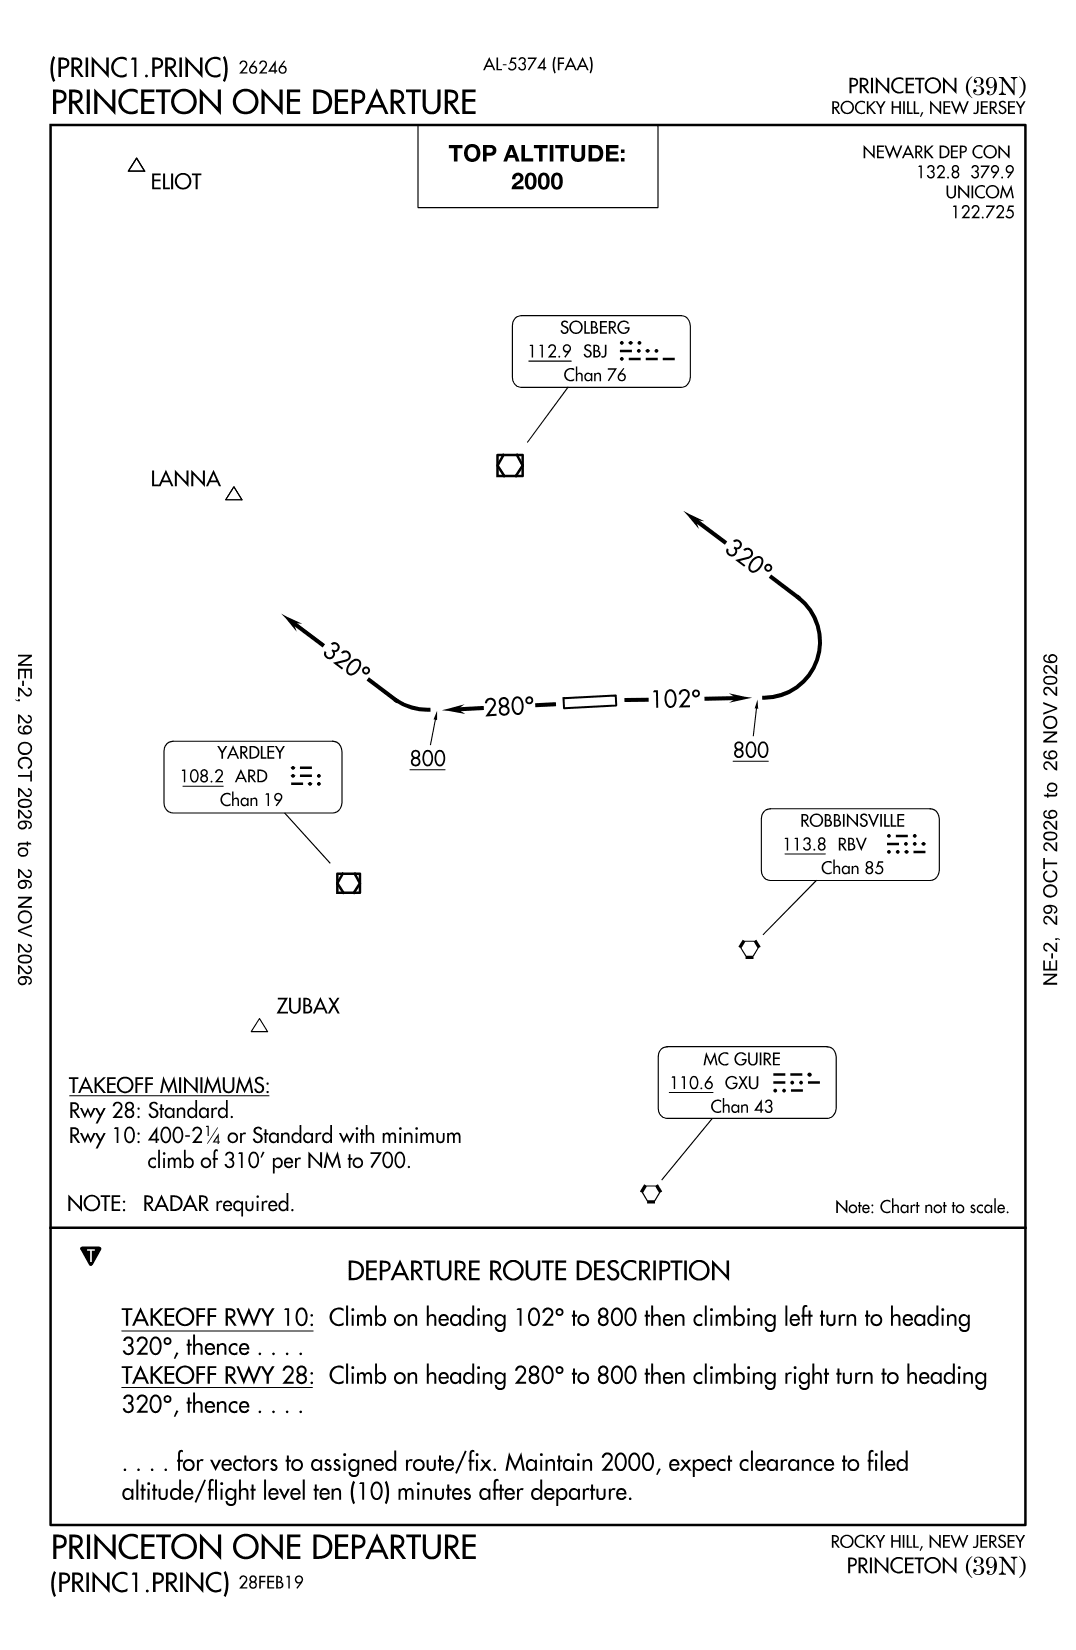 (PRINC1.PRINC) 26246
AL-5374 (FAA)
PRINCETON (39N)
PRINCETON ONE DEPARTURE
ROCKY HILL, NEW JERSEY
TOP ALTITUDE:
2000
NEWARK DEP CON
132.8 379.9
UNICOM
122.725
ELIOT
SOLBERG
112.9 SBJ
Chan 76
LANNA
320°
320°
280°
102°
800
800
YARDLEY
108.2 ARD
Chan 19
ROBBINSVILLE
113.8 RBV
Chan 85
ZUBAX
MC GUIRE
110.6 GXU
Chan 43
TAKEOFF MINIMUMS:
Rwy 28: Standard.
Rwy 10: 400-2¼ or Standard with minimum
climb of 310' per NM to 700.
NOTE: RADAR required.
Note: Chart not to scale.
NE-2, 29 OCT 2026 to 26 NOV 2026
NE-2, 29 OCT 2026 to 26 NOV 2026
T
DEPARTURE ROUTE DESCRIPTION
TAKEOFF RWY 10: Climb on heading 102° to 800 then climbing left turn to heading
320°, thence . . . .
TAKEOFF RWY 28: Climb on heading 280° to 800 then climbing right turn to heading
320°, thence . . . .
. . . . for vectors to assigned route/fix. Maintain 2000, expect clearance to filed
altitude/flight level ten (10) minutes after departure.
PRINCETON ONE DEPARTURE
ROCKY HILL, NEW JERSEY
(PRINC1.PRINC) 28FEB19
PRINCETON (39N)